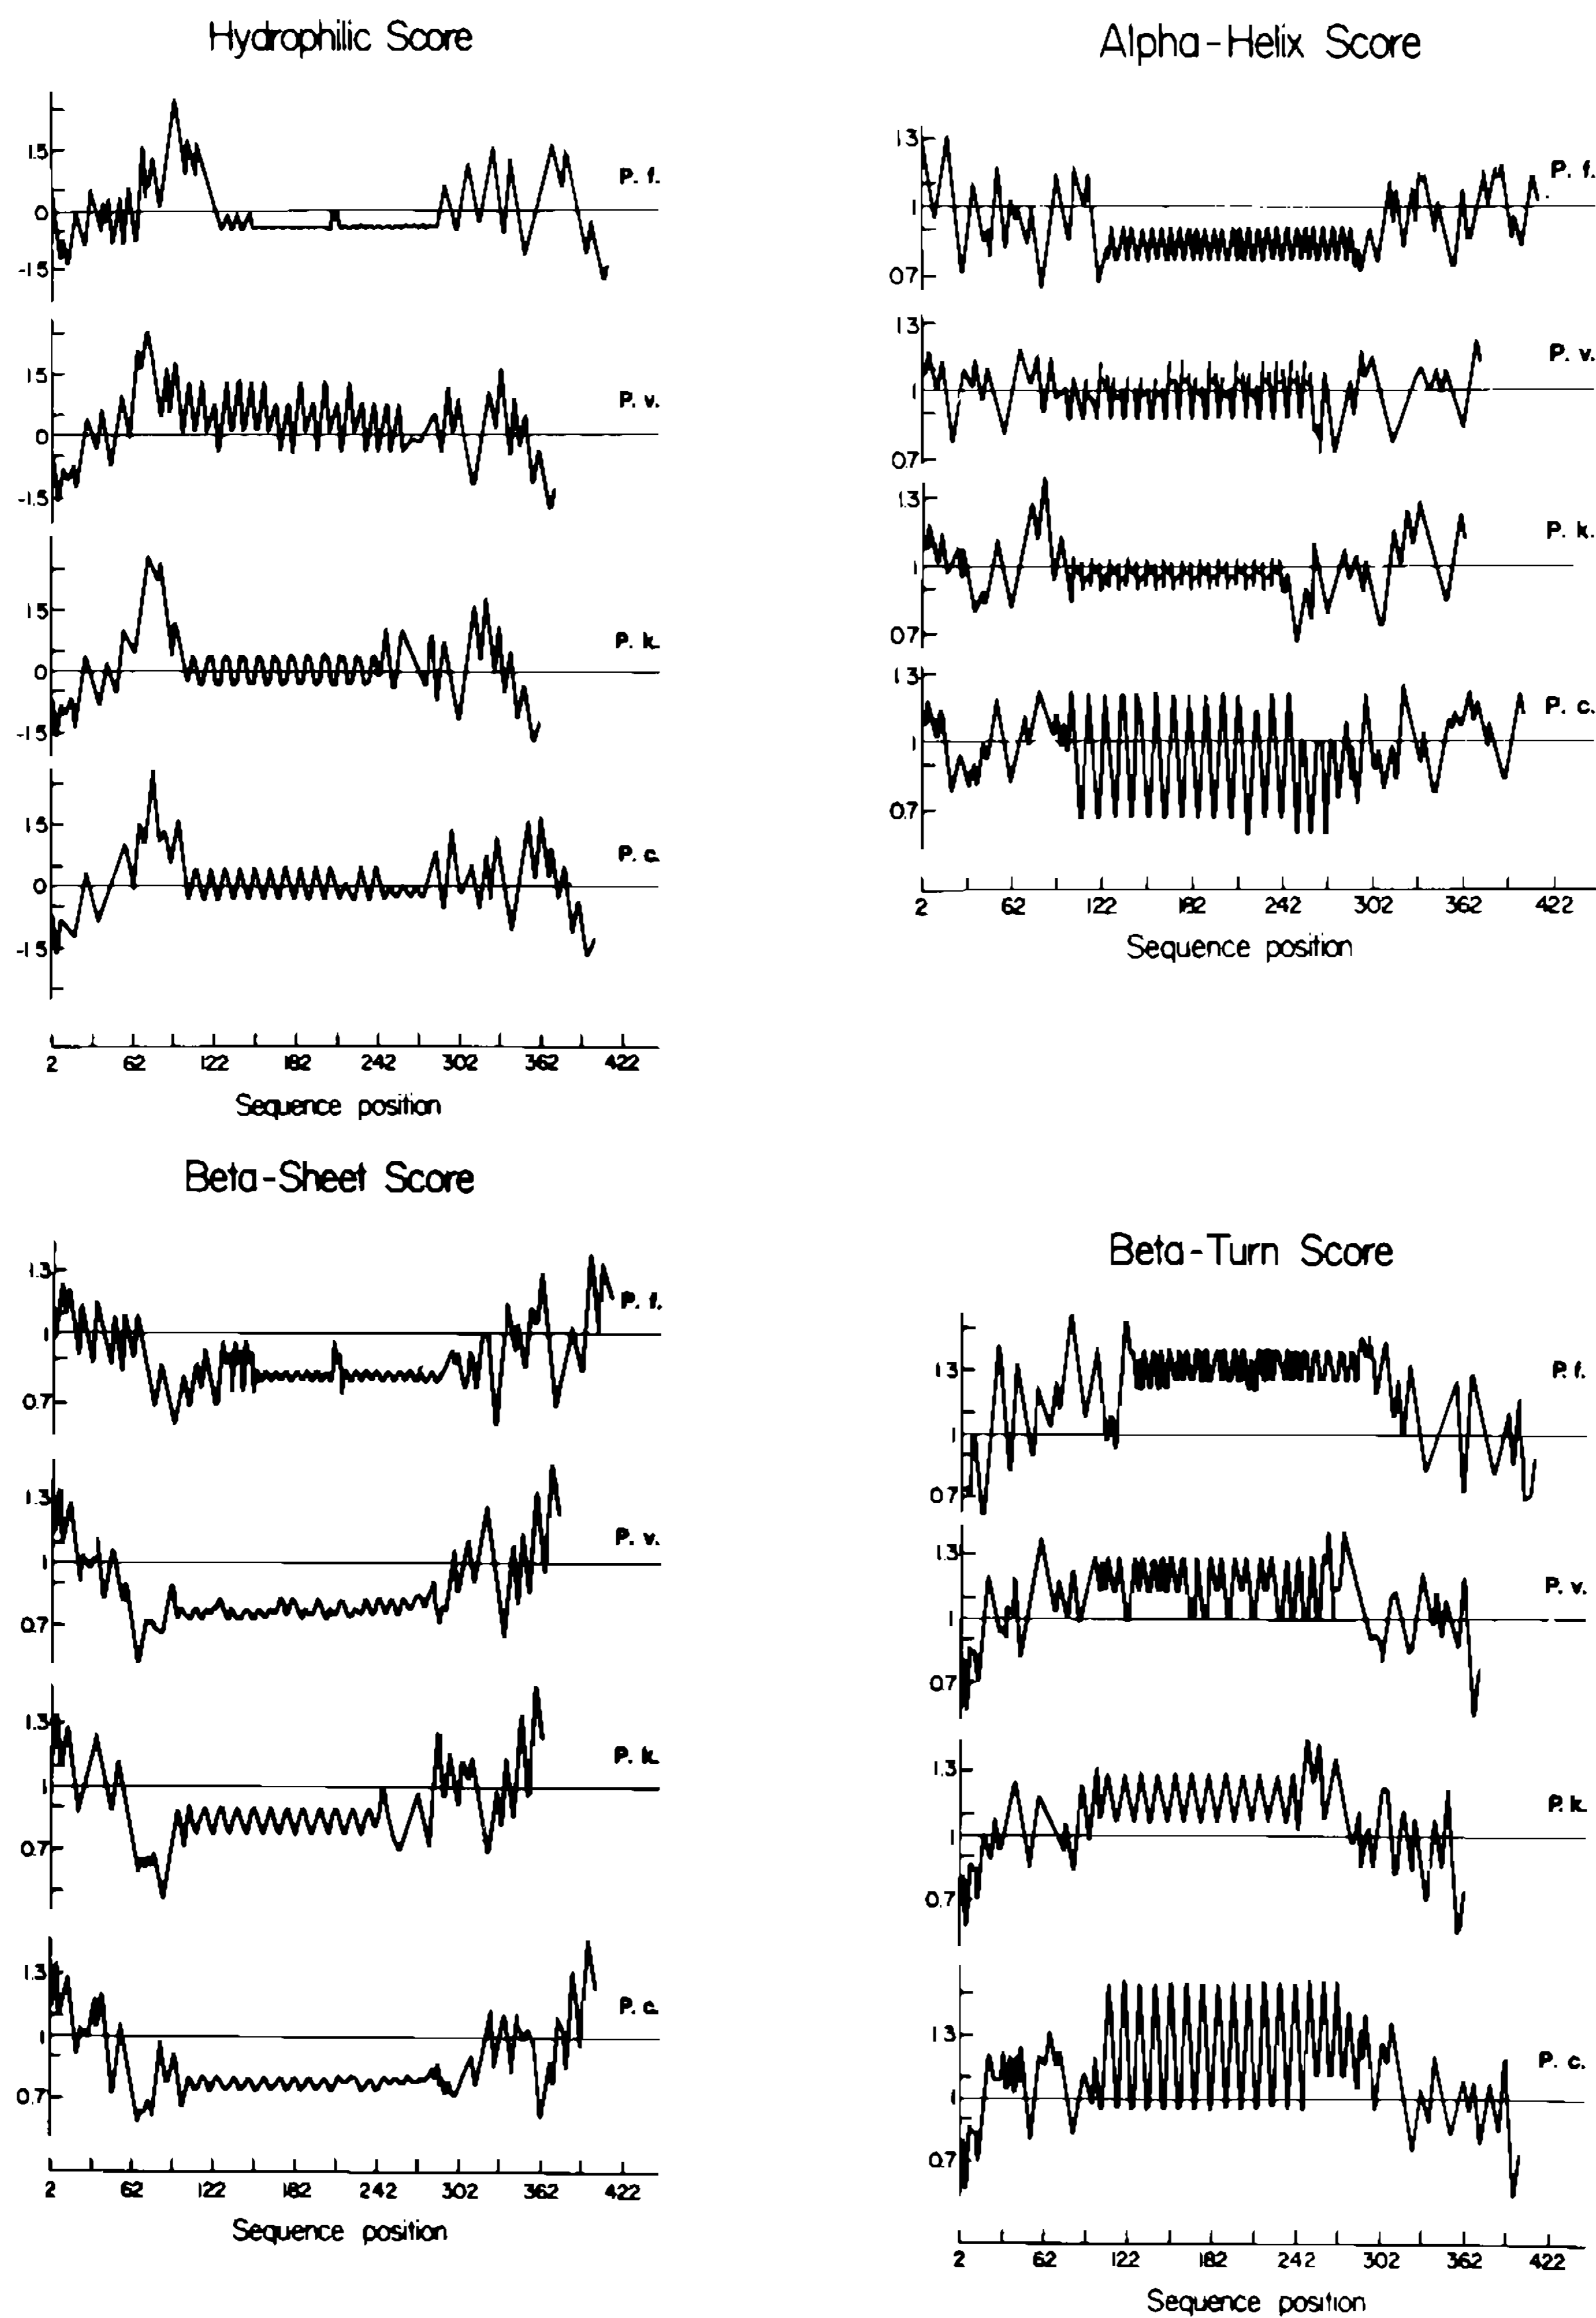 Hydrophilic Score
1.5
0
-1.5
P. f.
1.5
0
-1.5
P. v.
1.5
0
-1.5
P. k.
1.5
0
-1.5
P. c.
2 62 122 182 242 302 362 422
Sequence position
Alpha-Helix Score
1.3
1
0.7
P. f.
1.3
1
0.7
P. v.
1.3
1
0.7
P. k.
1.3
1
0.7
P. c.
2 62 122 182 242 302 362 422
Sequence position
Beta-Sheet Score
1.3
1
0.7
P. f.
1.3
1
0.7
P. v.
1.3
1
0.7
P. k.
1.3
1
0.7
P. c.
2 62 122 182 242 302 362 422
Sequence position
Beta-Turn Score
1.3
1
0.7
P. f.
1.3
1
0.7
P. v.
1.3
1
0.7
P. k.
1.3
1
0.7
P. c.
2 62 122 182 242 302 362 422
Sequence position